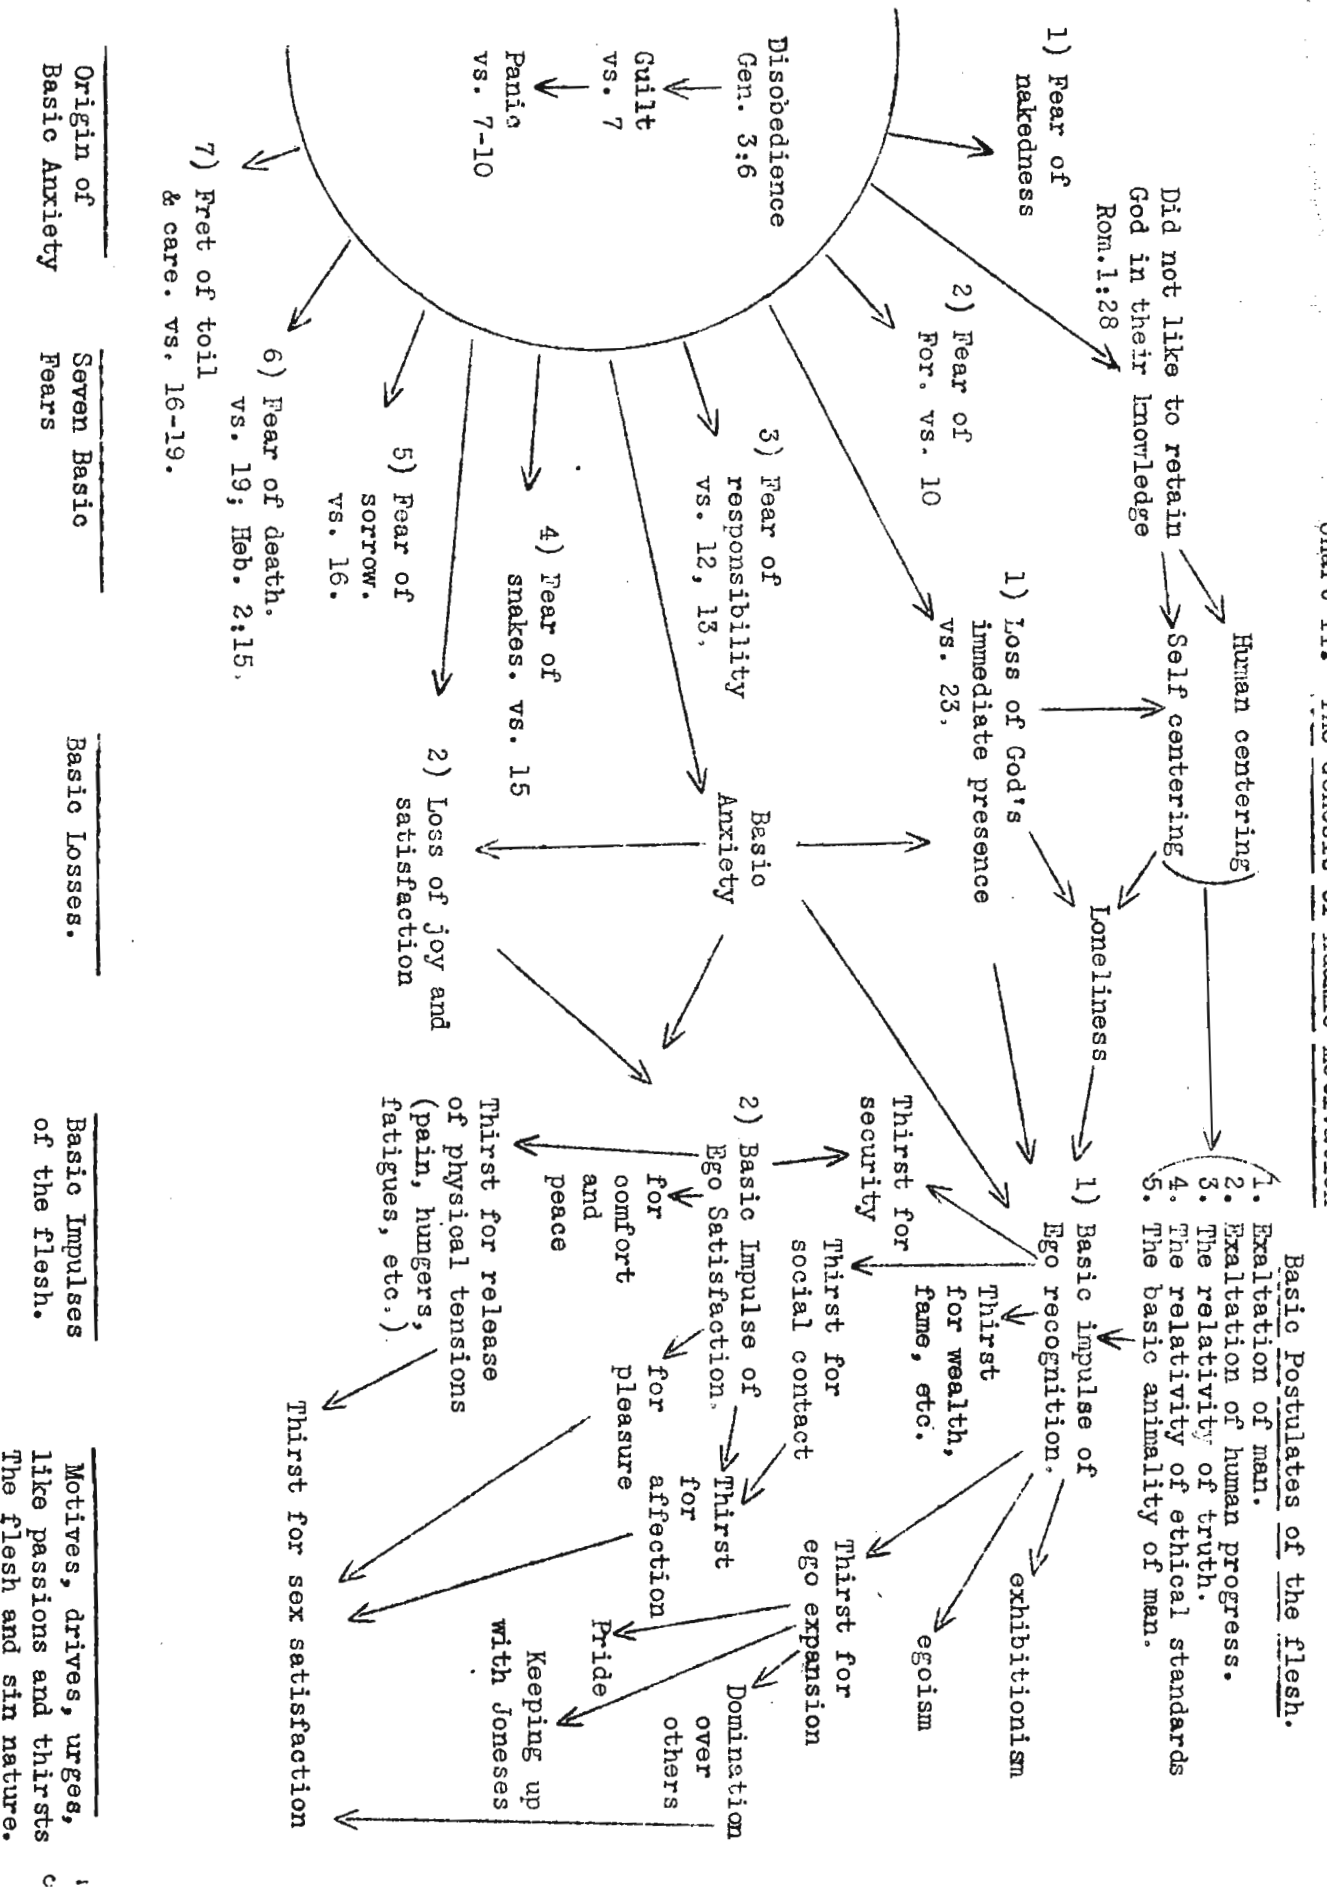 Chart II. The Genesis of Human Motivation
Basic Postulates of the flesh.
1. Exaltation of man.
2. Exaltation of human progress.
3. The relativity of truth.
4. The relativity of ethical standards
5. The basic animality of man.
Human centering
Self centering
Did not like to retain
God in their knowledge
Rom.1:28
1) Fear of
nakedness
Loneliness
1) Basic impulse of
Ego recognition.
exhibitionism
egoism
1) Loss of God's
immediate presence
vs. 23.
2) Fear of
For. vs. 10
Thirst
for wealth,
fame, etc.
Thirst for
security
Thirst for
social contact
Thirst for
ego expansion
Disobedience
Gen. 3:6
Guilt
vs. 7
Panic
vs. 7-10
3) Fear of
responsibility
vs. 12, 13.
Basic
Anxiety
2) Basic Impulse of
Ego Satisfaction.
Thirst
for
affection
Domination
over
others
for
comfort
and
peace
for
pleasure
Pride
Keeping up
with Joneses
4) Fear of
snakes. vs. 15
2) Loss of joy and
satisfaction
Thirst for release
of physical tensions
(pain, hungers,
fatigues, etc.)
5) Fear of
sorrow.
vs. 16.
6) Fear of death.
vs. 19; Heb. 2:15.
7) Fret of toil
& care. vs. 16-19.
Thirst for sex satisfaction
Origin of
Basic Anxiety
Seven Basic
Fears
Basic Losses.
Basic Impulses
of the flesh.
Motives, drives, urges,
like passions and thirsts
The flesh and sin nature.